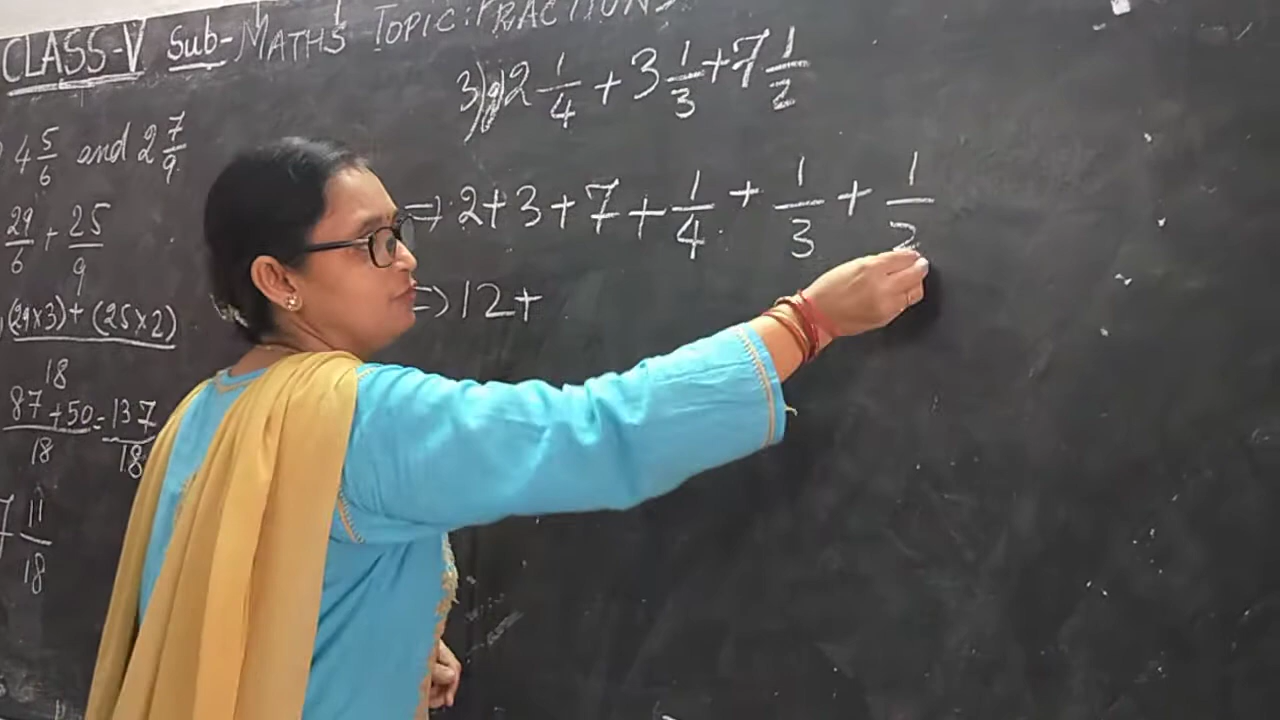 CLASS-V Sub-MATHS TOPIC: FRACTIONS
4 5/6 and 2 7/9
29/6 + 25/9
(29x3)+(25x2)
18
87+50/18 = 137/18
7 11/18
3) g) 2 1/4 + 3 1/3 + 7 1/2
⇒ 2+3+7+ 1/4 + 1/3 + 1/2
⇒ 12+